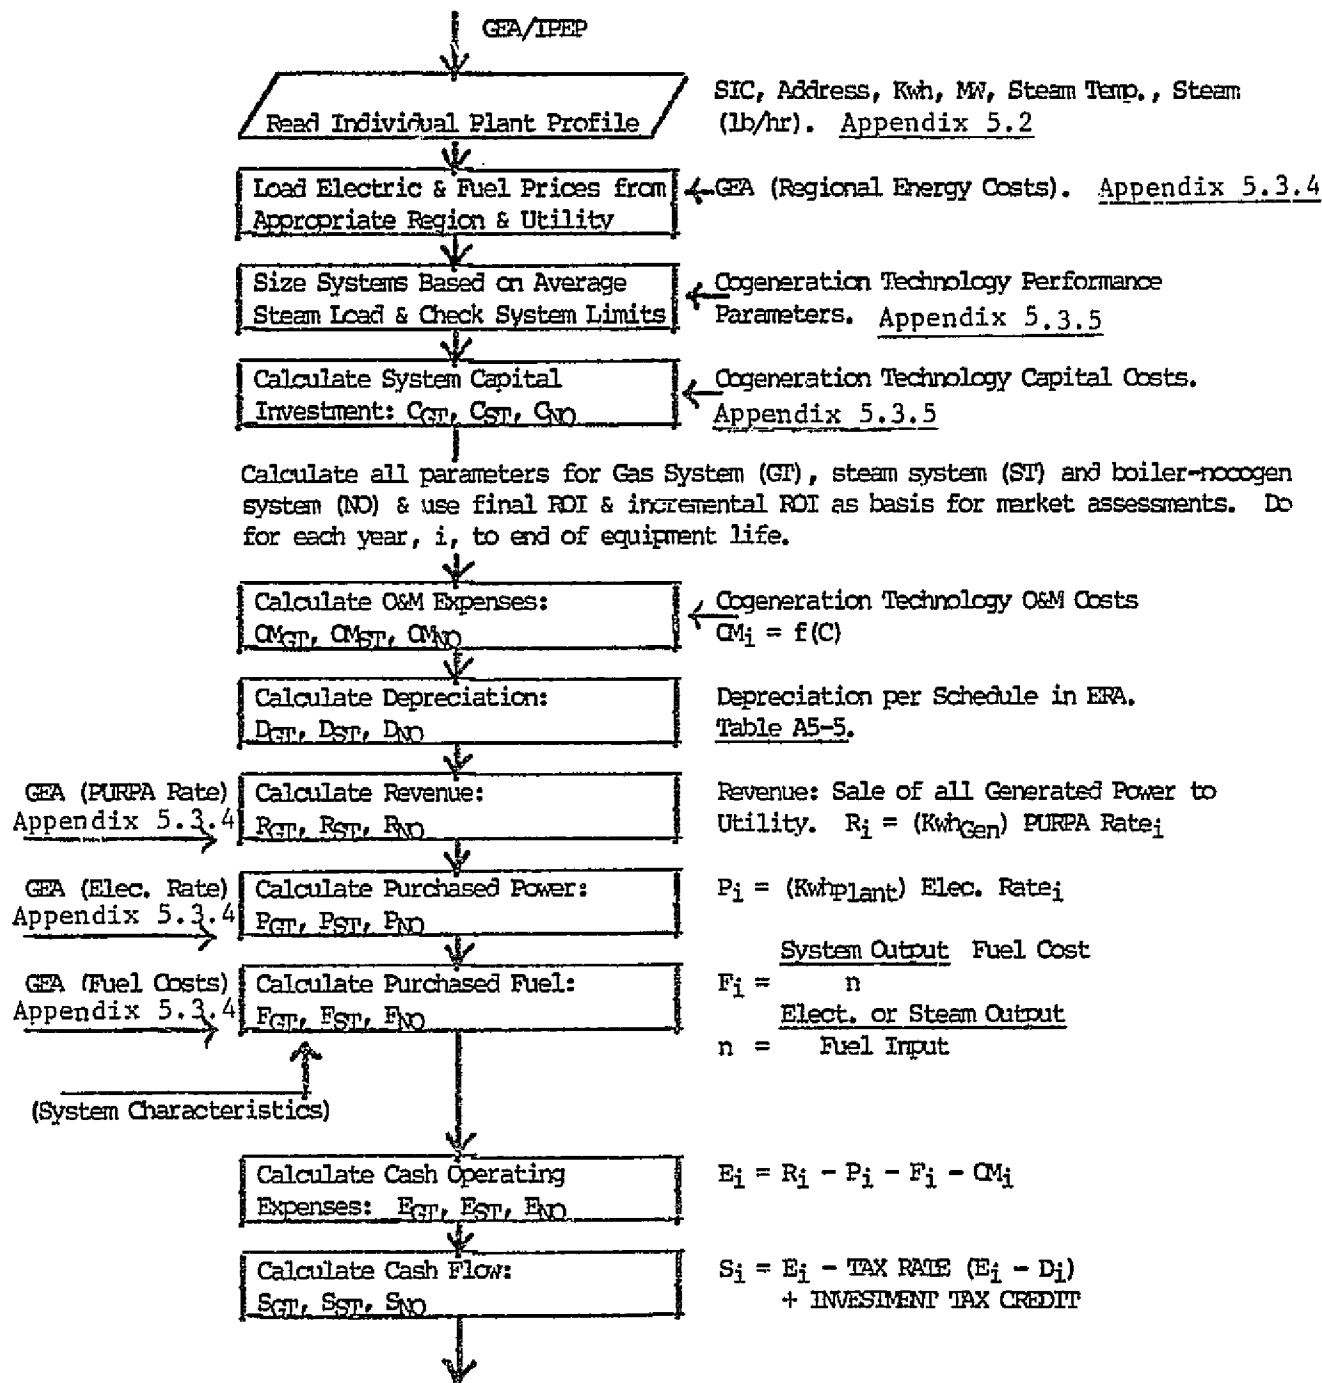 GEA/IPEP
Read Individual Plant Profile
SIC, Address, Kwh, MW, Steam Temp., Steam
(lb/hr). Appendix 5.2
Load Electric & Fuel Prices from
Appropriate Region & Utility
GEA (Regional Energy Costs). Appendix 5.3.4
Size Systems Based on Average
Steam Load & Check System Limits
Cogeneration Technology Performance
Parameters. Appendix 5.3.5
Calculate System Capital
Investment: CGT, CST, CNO
Cogeneration Technology Capital Costs.
Appendix 5.3.5
Calculate all parameters for Gas System (GT), steam system (ST) and boiler-nocogen
system (NO) & use final ROI & incremental ROI as basis for market assessments. Do
for each year, i, to end of equipment life.
Calculate O&M Expenses:
OMGT, OMST, OMNO
Cogeneration Technology O&M Costs
OMi = f(C)
Calculate Depreciation:
DGT, DST, DNO
Depreciation per Schedule in ERA.
Table A5-5.
GEA (PURPA Rate)
Appendix 5.3.4
Calculate Revenue:
RGT, RST, RNO
Revenue: Sale of all Generated Power to
Utility. Ri = (KwhGen) PURPA Ratei
GEA (Elec. Rate)
Appendix 5.3.4
Calculate Purchased Power:
PGT, PST, PNO
Pi = (KwhPlant) Elec. Ratei
GEA (Fuel Costs)
Appendix 5.3.4
Calculate Purchased Fuel:
FGT, FST, FNO
System Output Fuel Cost
Fi = n
Elect. or Steam Output
n = Fuel Input
(System Characteristics)
Calculate Cash Operating
Expenses: EGT, EST, ENO
Ei = Ri - Pi - Fi - OMi
Calculate Cash Flow:
SGT, SST, SNO
Si = Ei - TAX RATE (Ei - Di)
+ INVESTMENT TAX CREDIT